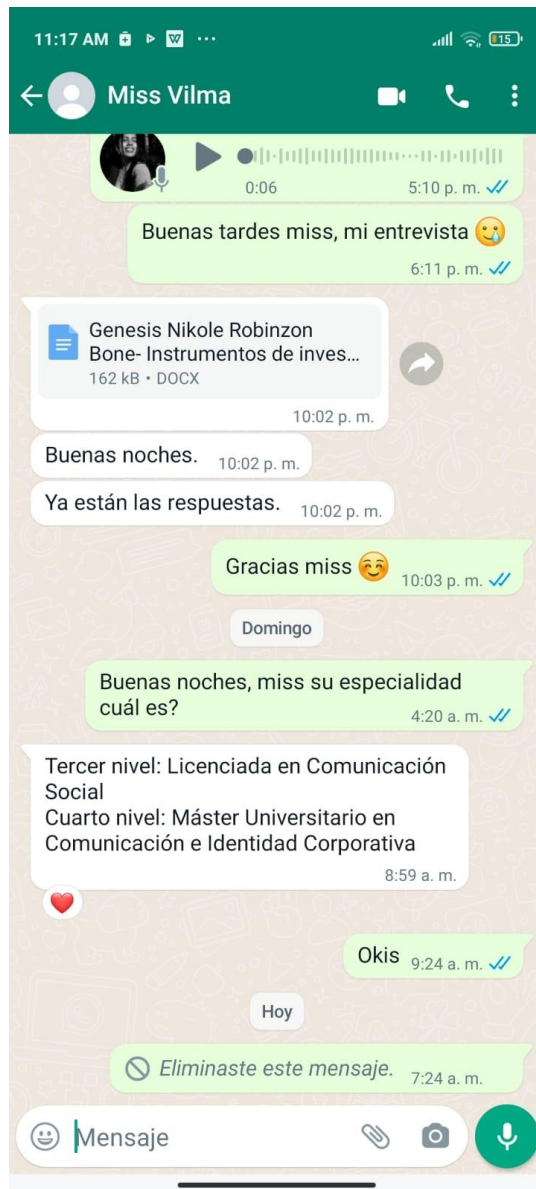 11:17 AM
15
Miss Vilma
0:06
5:10 p. m.
Buenas tardes miss, mi entrevista
6:11 p. m.
Genesis Nikole Robinzon
Bone- Instrumentos de inves...
162 kB • DOCX
10:02 p. m.
Buenas noches. 10:02 p. m.
Ya están las respuestas. 10:02 p. m.
Gracias miss 10:03 p. m.
Domingo
Buenas noches, miss su especialidad
cuál es?
4:20 a. m.
Tercer nivel: Licenciada en Comunicación
Social
Cuarto nivel: Máster Universitario en
Comunicación e Identidad Corporativa
8:59 a. m.
Okis 9:24 a. m.
Hoy
Eliminaste este mensaje. 7:24 a. m.
Mensaje